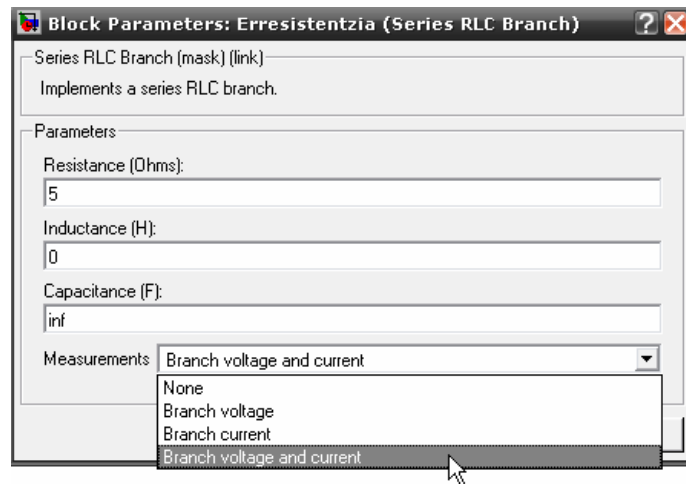 Block Parameters: Erresistentzia (Series RLC Branch)
Series RLC Branch (mask) (link)
Implements a series RLC branch.
Parameters
Resistance (Ohms):
5
Inductance (H):
0
Capacitance (F):
inf
Measurements Branch voltage and current
None
Branch voltage
Branch current
Branch voltage and current